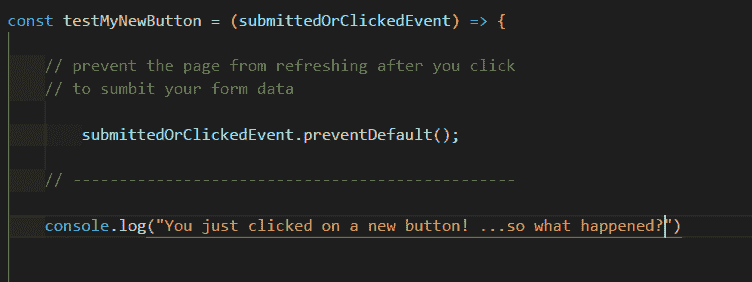 const testMyNewButton = (submittedOrClickedEvent) => {
// prevent the page from refreshing after you click
// to sumbit your form data
submittedOrClickedEvent.preventDefault();
// -----------------------------------------------
console.log("You just clicked on a new button! ...so what happened?")